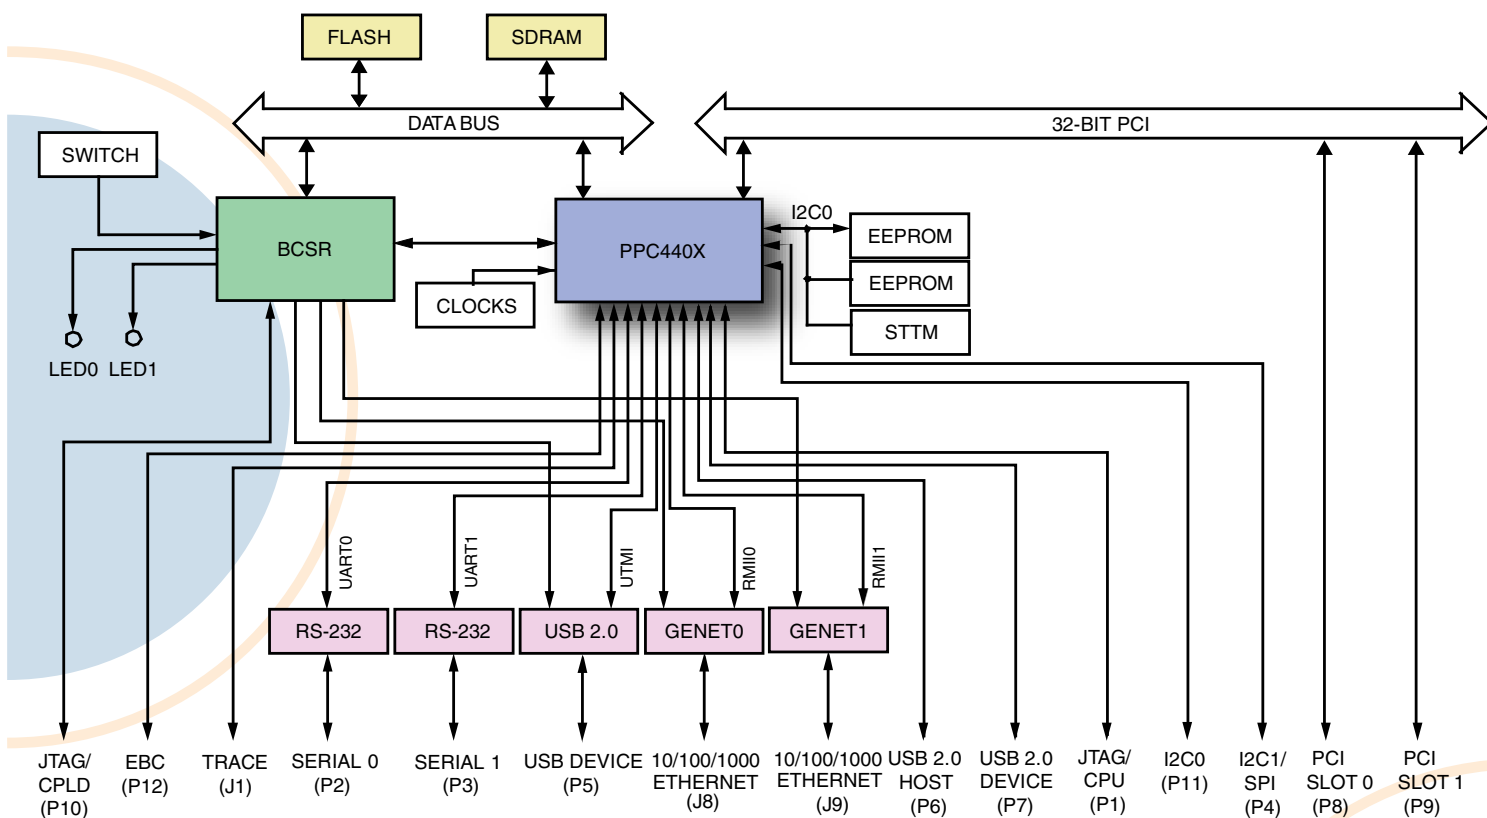 FLASH
SDRAM
DATA BUS
32-BIT PCI
SWITCH
BCSR
PPC440X
I2C0
EEPROM
EEPROM
STTM
CLOCKS
LED0
LED1
UART0
UART1
UTMI
RMII0
RMII1
RS-232
RS-232
USB 2.0
GENET0
GENET1
JTAG/
CPLD
(P10)
EBC
(P12)
TRACE
(J1)
SERIAL 0
(P2)
SERIAL 1
(P3)
USB DEVICE
(P5)
10/100/1000
ETHERNET
(J8)
10/100/1000
ETHERNET
(J9)
USB 2.0
HOST
(P6)
USB 2.0
DEVICE
(P7)
JTAG/
CPU
(P1)
I2C0
(P11)
I2C1/
SPI
(P4)
PCI
SLOT 0
(P8)
PCI
SLOT 1
(P9)